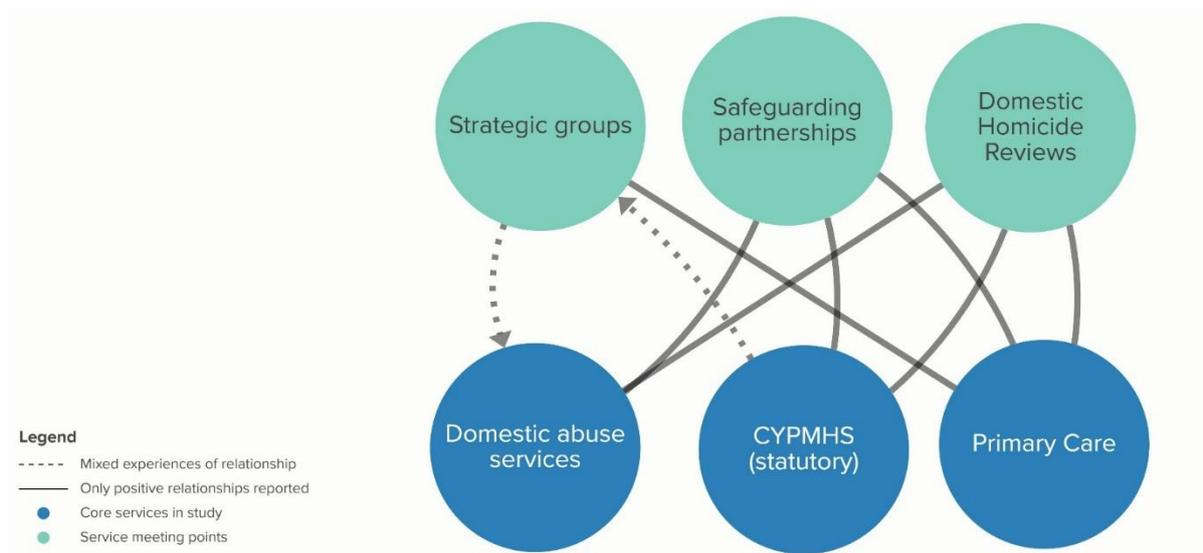 Strategic groups
Safeguarding
partnerships
Domestic
Homicide
Reviews
Domestic abuse
services
CYPMHS
(statutory)
Primary Care
Legend
Mixed experiences of relationship
Only positive relationships reported
Core services in study
Service meeting points